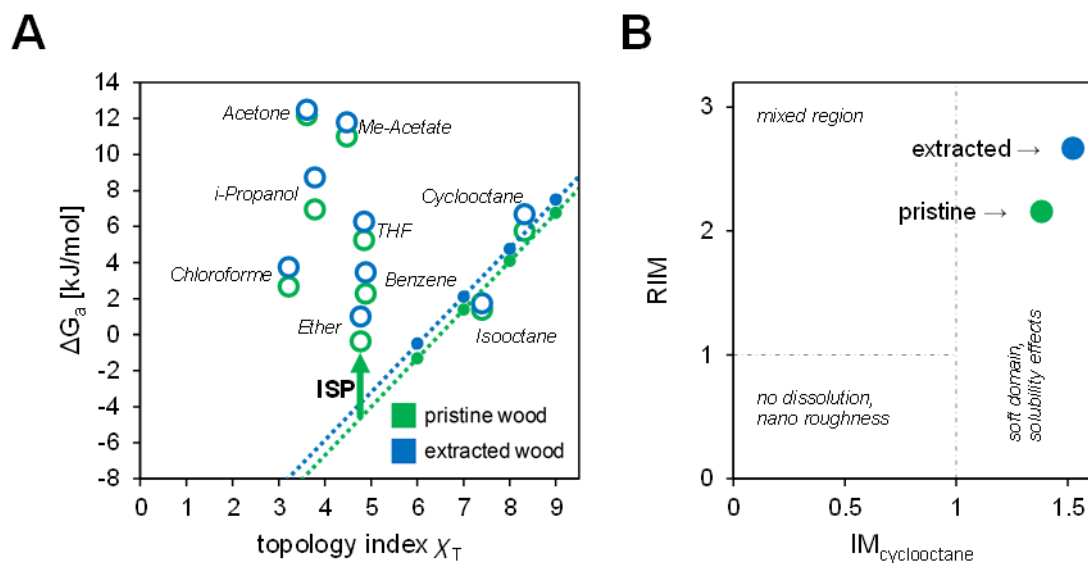 A
ΔGₐ [kJ/mol]
14
12
10
8
6
4
2
0
-2
-4
-6
-8
Acetone
Me-Acetate
i-Propanol
Cyclooctane
THF
Chloroforme
Benzene
Ether
Isooctane
ISP
pristine wood
extracted wood
0 1 2 3 4 5 6 7 8 9
topology index χT
B
RIM
3
2
1
0
mixed region
extracted →
pristine →
no dissolution,
nano roughness
soft domain,
solubility effects
0 0.5 1 1.5
IMcyclooctane